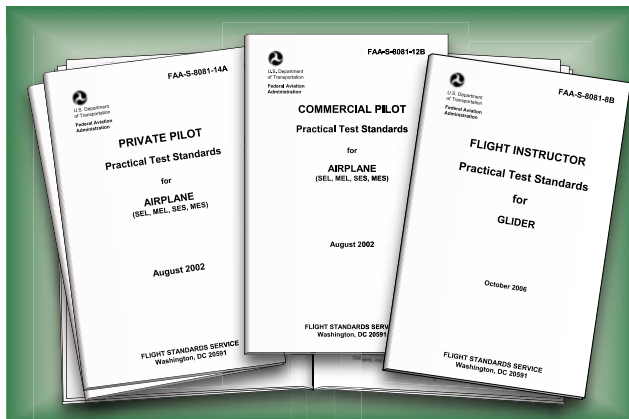 FAA-S-8081-14A
U.S. Department
of Transportation
Federal Aviation
Administration
PRIVATE PILOT
Practical Test Standards
for
AIRPLANE
(SEL, MEL, SES, MES)
August 2002
FLIGHT STANDARDS SERVICE
Washington, DC 20591
FAA-S-8081-12B
U.S. Department
of Transportation
Federal Aviation
Administration
COMMERCIAL PILOT
Practical Test Standards
for
AIRPLANE
(SEL, MEL, SES, MES)
August 2002
FLIGHT STANDARDS SERV
Washington, DC 20591
FAA-S-8081-8B
U.S. Department
of Transportation
Federal Aviation
Administration
FLIGHT INSTRUCTOR
Practical Test Standards
for
GLIDER
October 2006
FLIGHT STANDARDS SERVICE
Washington, DC 20591